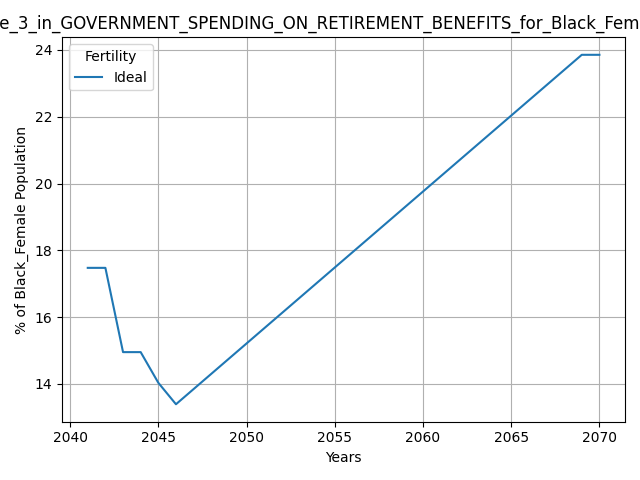 e_3_in_GOVERNMENT_SPENDING_ON_RETIREMENT_BENEFITS_for_Black_Fem
Fertility
Ideal
% of Black_Female Population
24
22
20
18
16
14
2040 2045 2050 2055 2060 2065 2070
Years